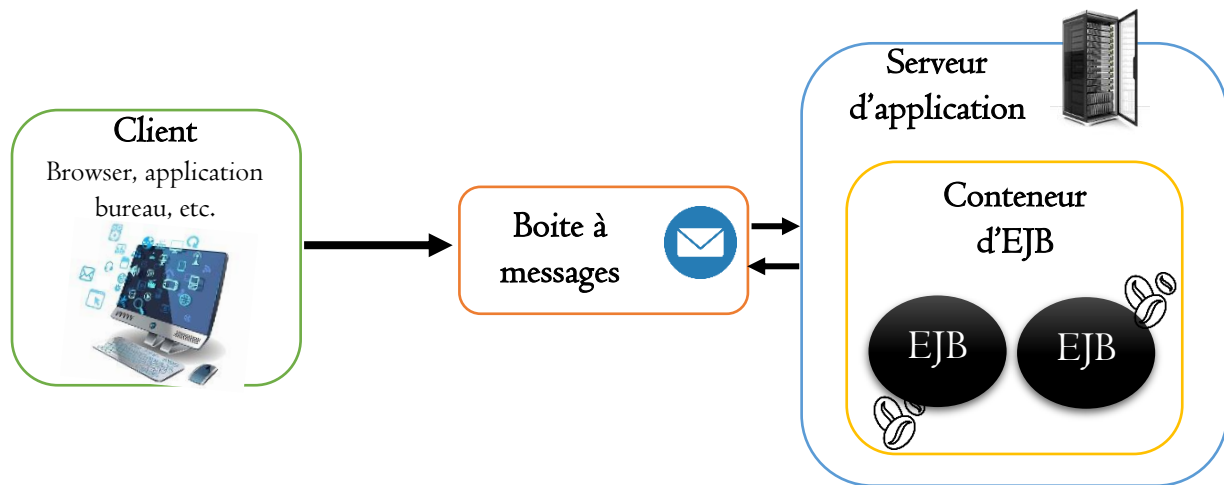 Client
Browser, application
bureau, etc.
Boite à
messages
Serveur
d'application
Conteneur
d'EJB
EJB
EJB